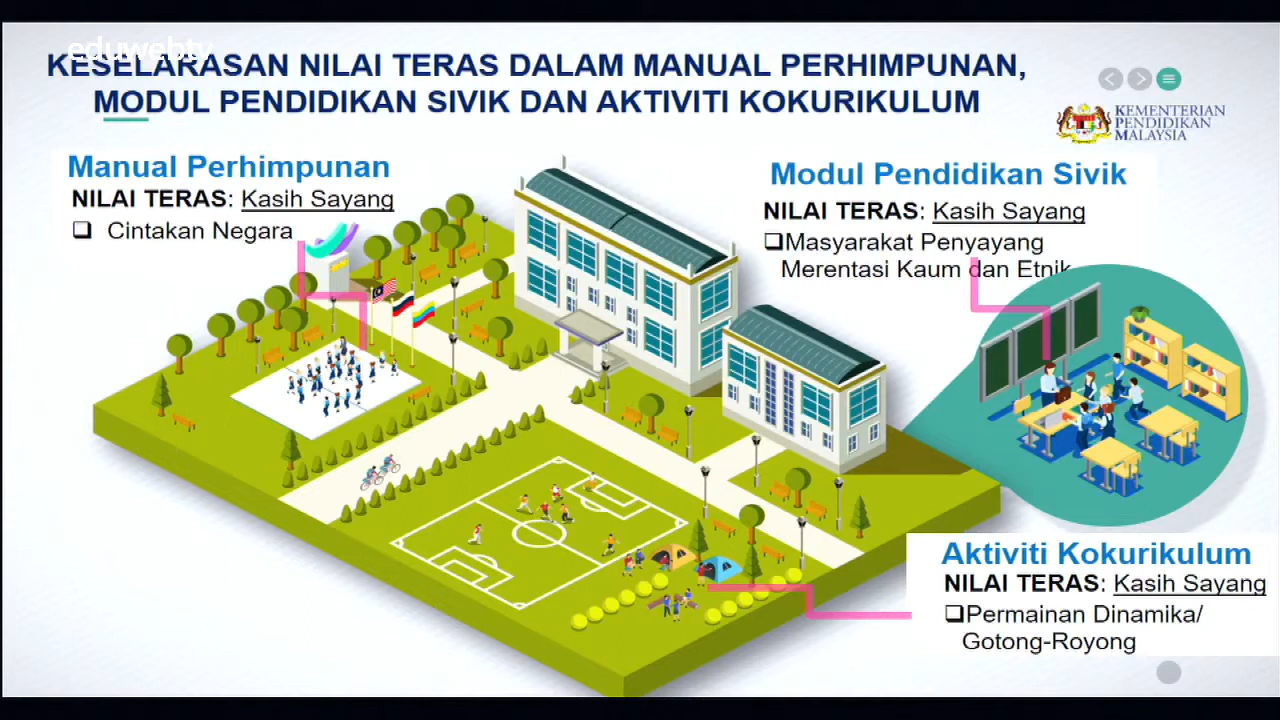 eduwebtv
KESELARASAN NILAI TERAS DALAM MANUAL PERHIMPUNAN,
MODUL PENDIDIKAN SIVIK DAN AKTIVITI KOKURIKULUM
KEMENTERIAN
PENDIDIKAN
MALAYSIA
Manual Perhimpunan
NILAI TERAS: Kasih Sayang
❑ Cintakan Negara
Modul Pendidikan Sivik
NILAI TERAS: Kasih Sayang
❑Masyarakat Penyayang
Merentasi Kaum dan Etnik
Aktiviti Kokurikulum
NILAI TERAS: Kasih Sayang
❑Permainan Dinamika/
Gotong-Royong